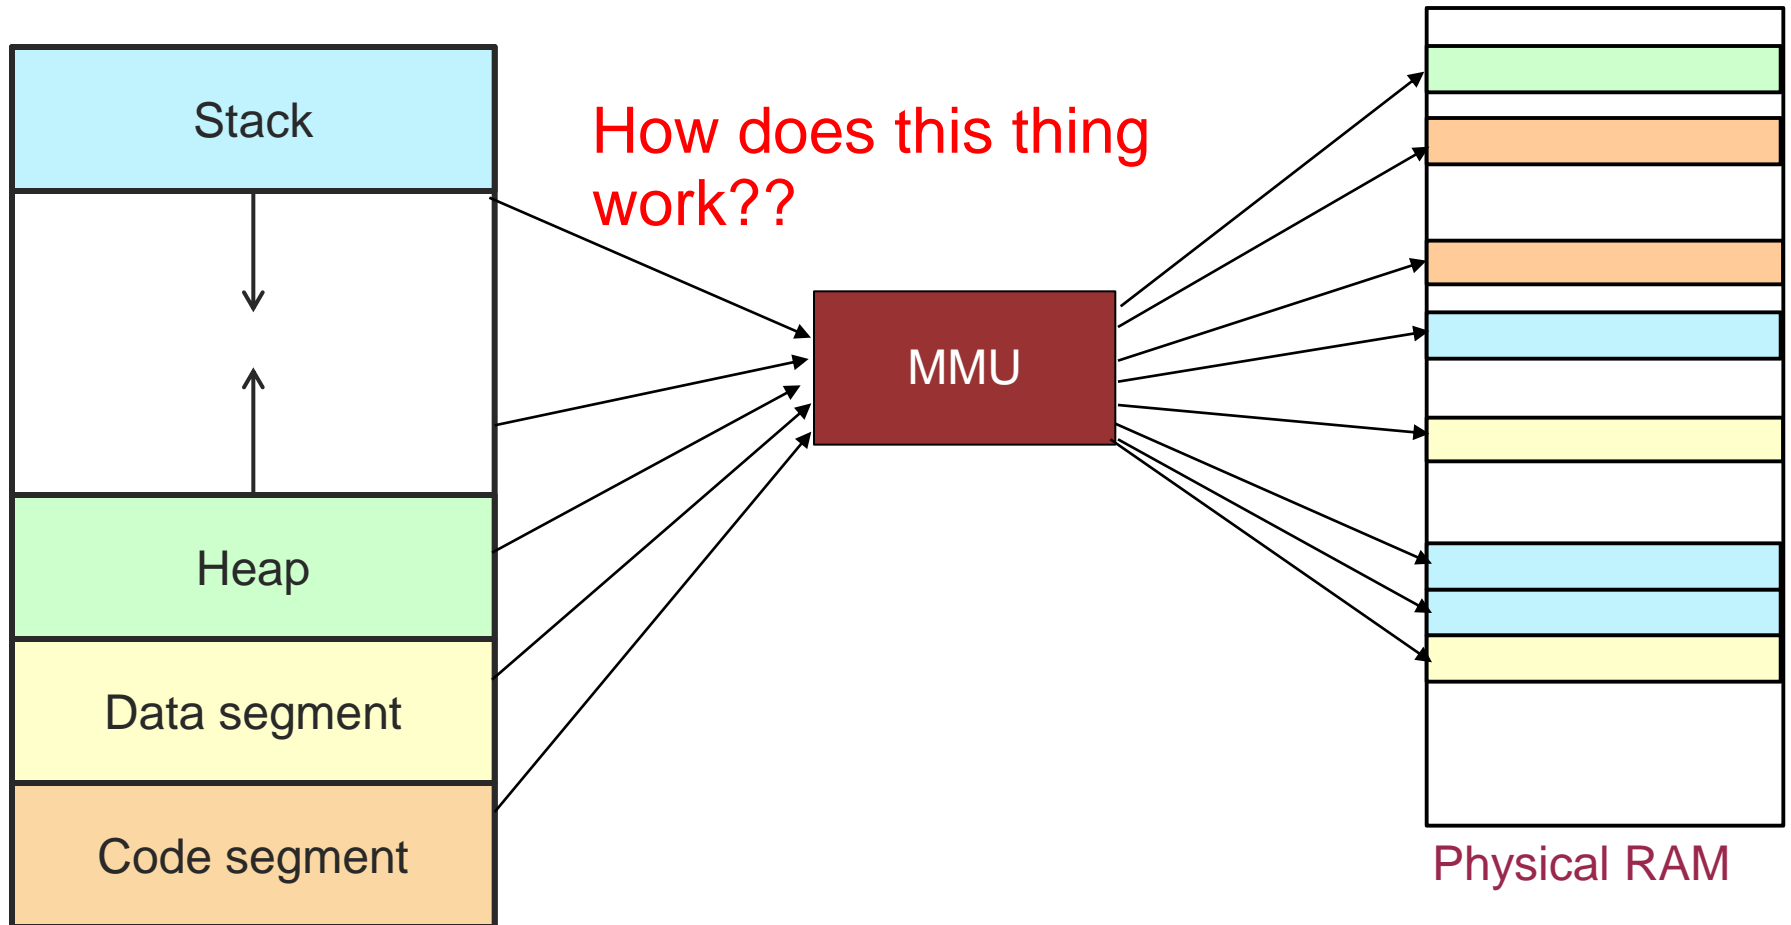 Stack
How does this thing
work??
MMU
Heap
Data segment
Code segment
Physical RAM